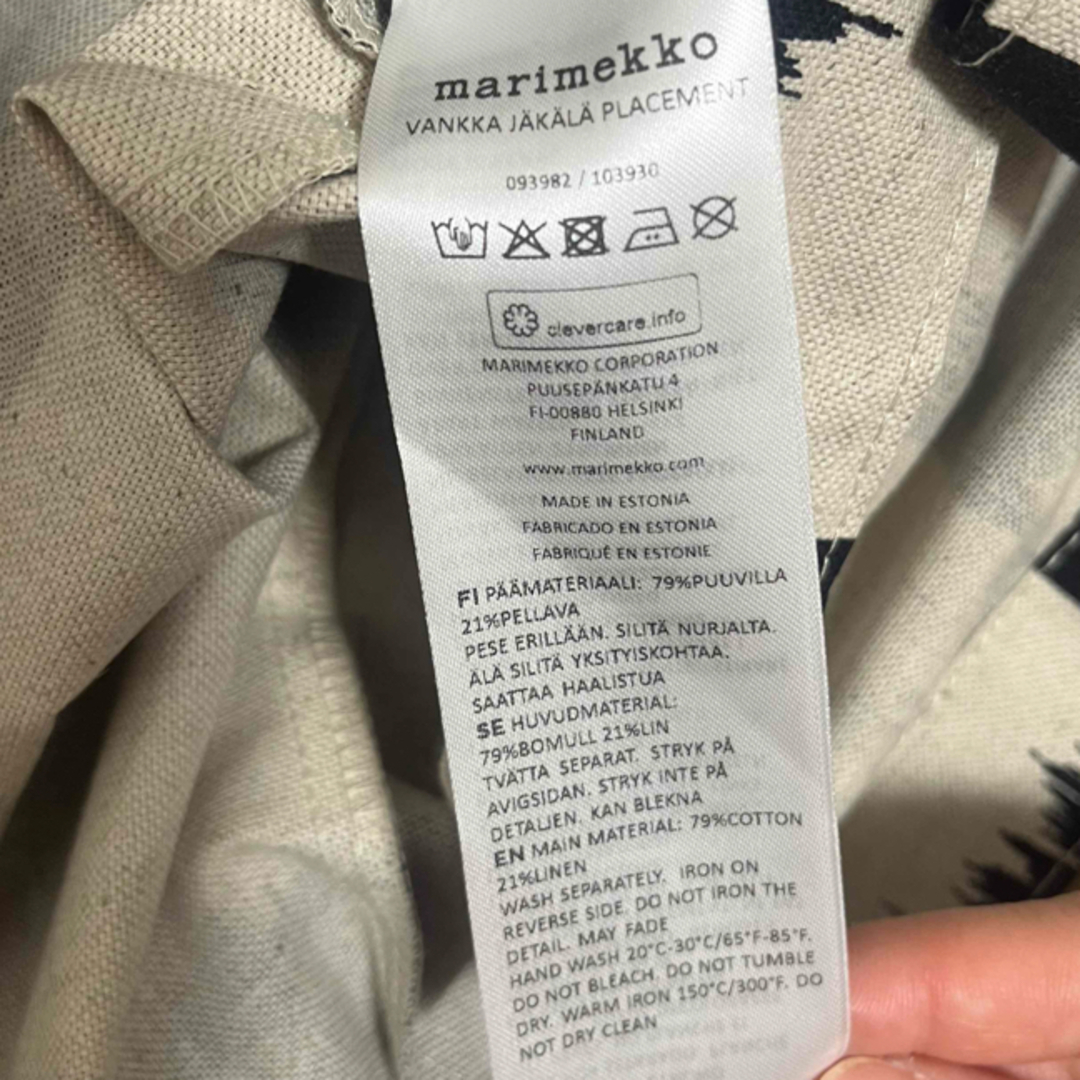 marimekko
VANKKA JÄKÄLÄ PLACEMENT
093982 / 103930
clevercare.info
MARIMEKKO CORPORATION
PUUSEPÄNKATU 4
FI-00880 HELSINKI
FINLAND
www.marimekko.com
MADE IN ESTONIA
FABRICADO EN ESTONIA
FABRIQUÉ EN ESTONIE
FI PÄÄMATERIAALI: 79%PUUVILLA
21%PELLAVA
PESE ERILLÄÄN. SILITÄ NURJALTA.
ÄLÄ SILITÄ YKSITYISKOHTAA.
SAATTAA HAALISTUA
SE HUVUDMATERIAL:
79%BOMULL 21%LIN
TVÄTTA SEPARAT. STRYK PÅ
AVIGSIDAN. STRYK INTE PÅ
DETALJEN. KAN BLEKNA
EN MAIN MATERIAL: 79%COTTON
21%LINEN
WASH SEPARATELY. IRON ON
REVERSE SIDE. DO NOT IRON THE
DETAIL. MAY FADE
HAND WASH 20°C-30°C/65°F-85°F.
DO NOT BLEACH. DO NOT TUMBLE
DRY. WARM IRON 150°C/300°F. DO
NOT DRY CLEAN